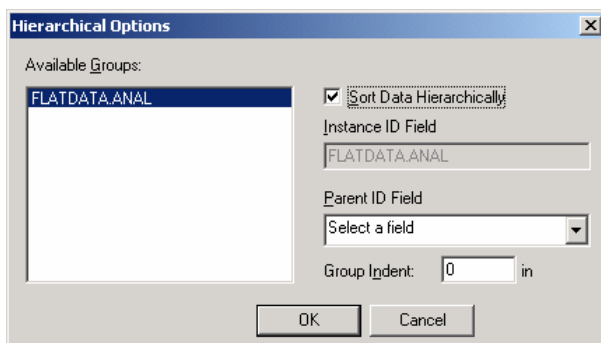 Hierarchical Options
Available Groups:
FLATDATA.ANAL
Sort Data Hierarchically
Instance ID Field
FLATDATA.ANAL
Parent ID Field
Select a field
Group Indent: 0 in
OK Cancel